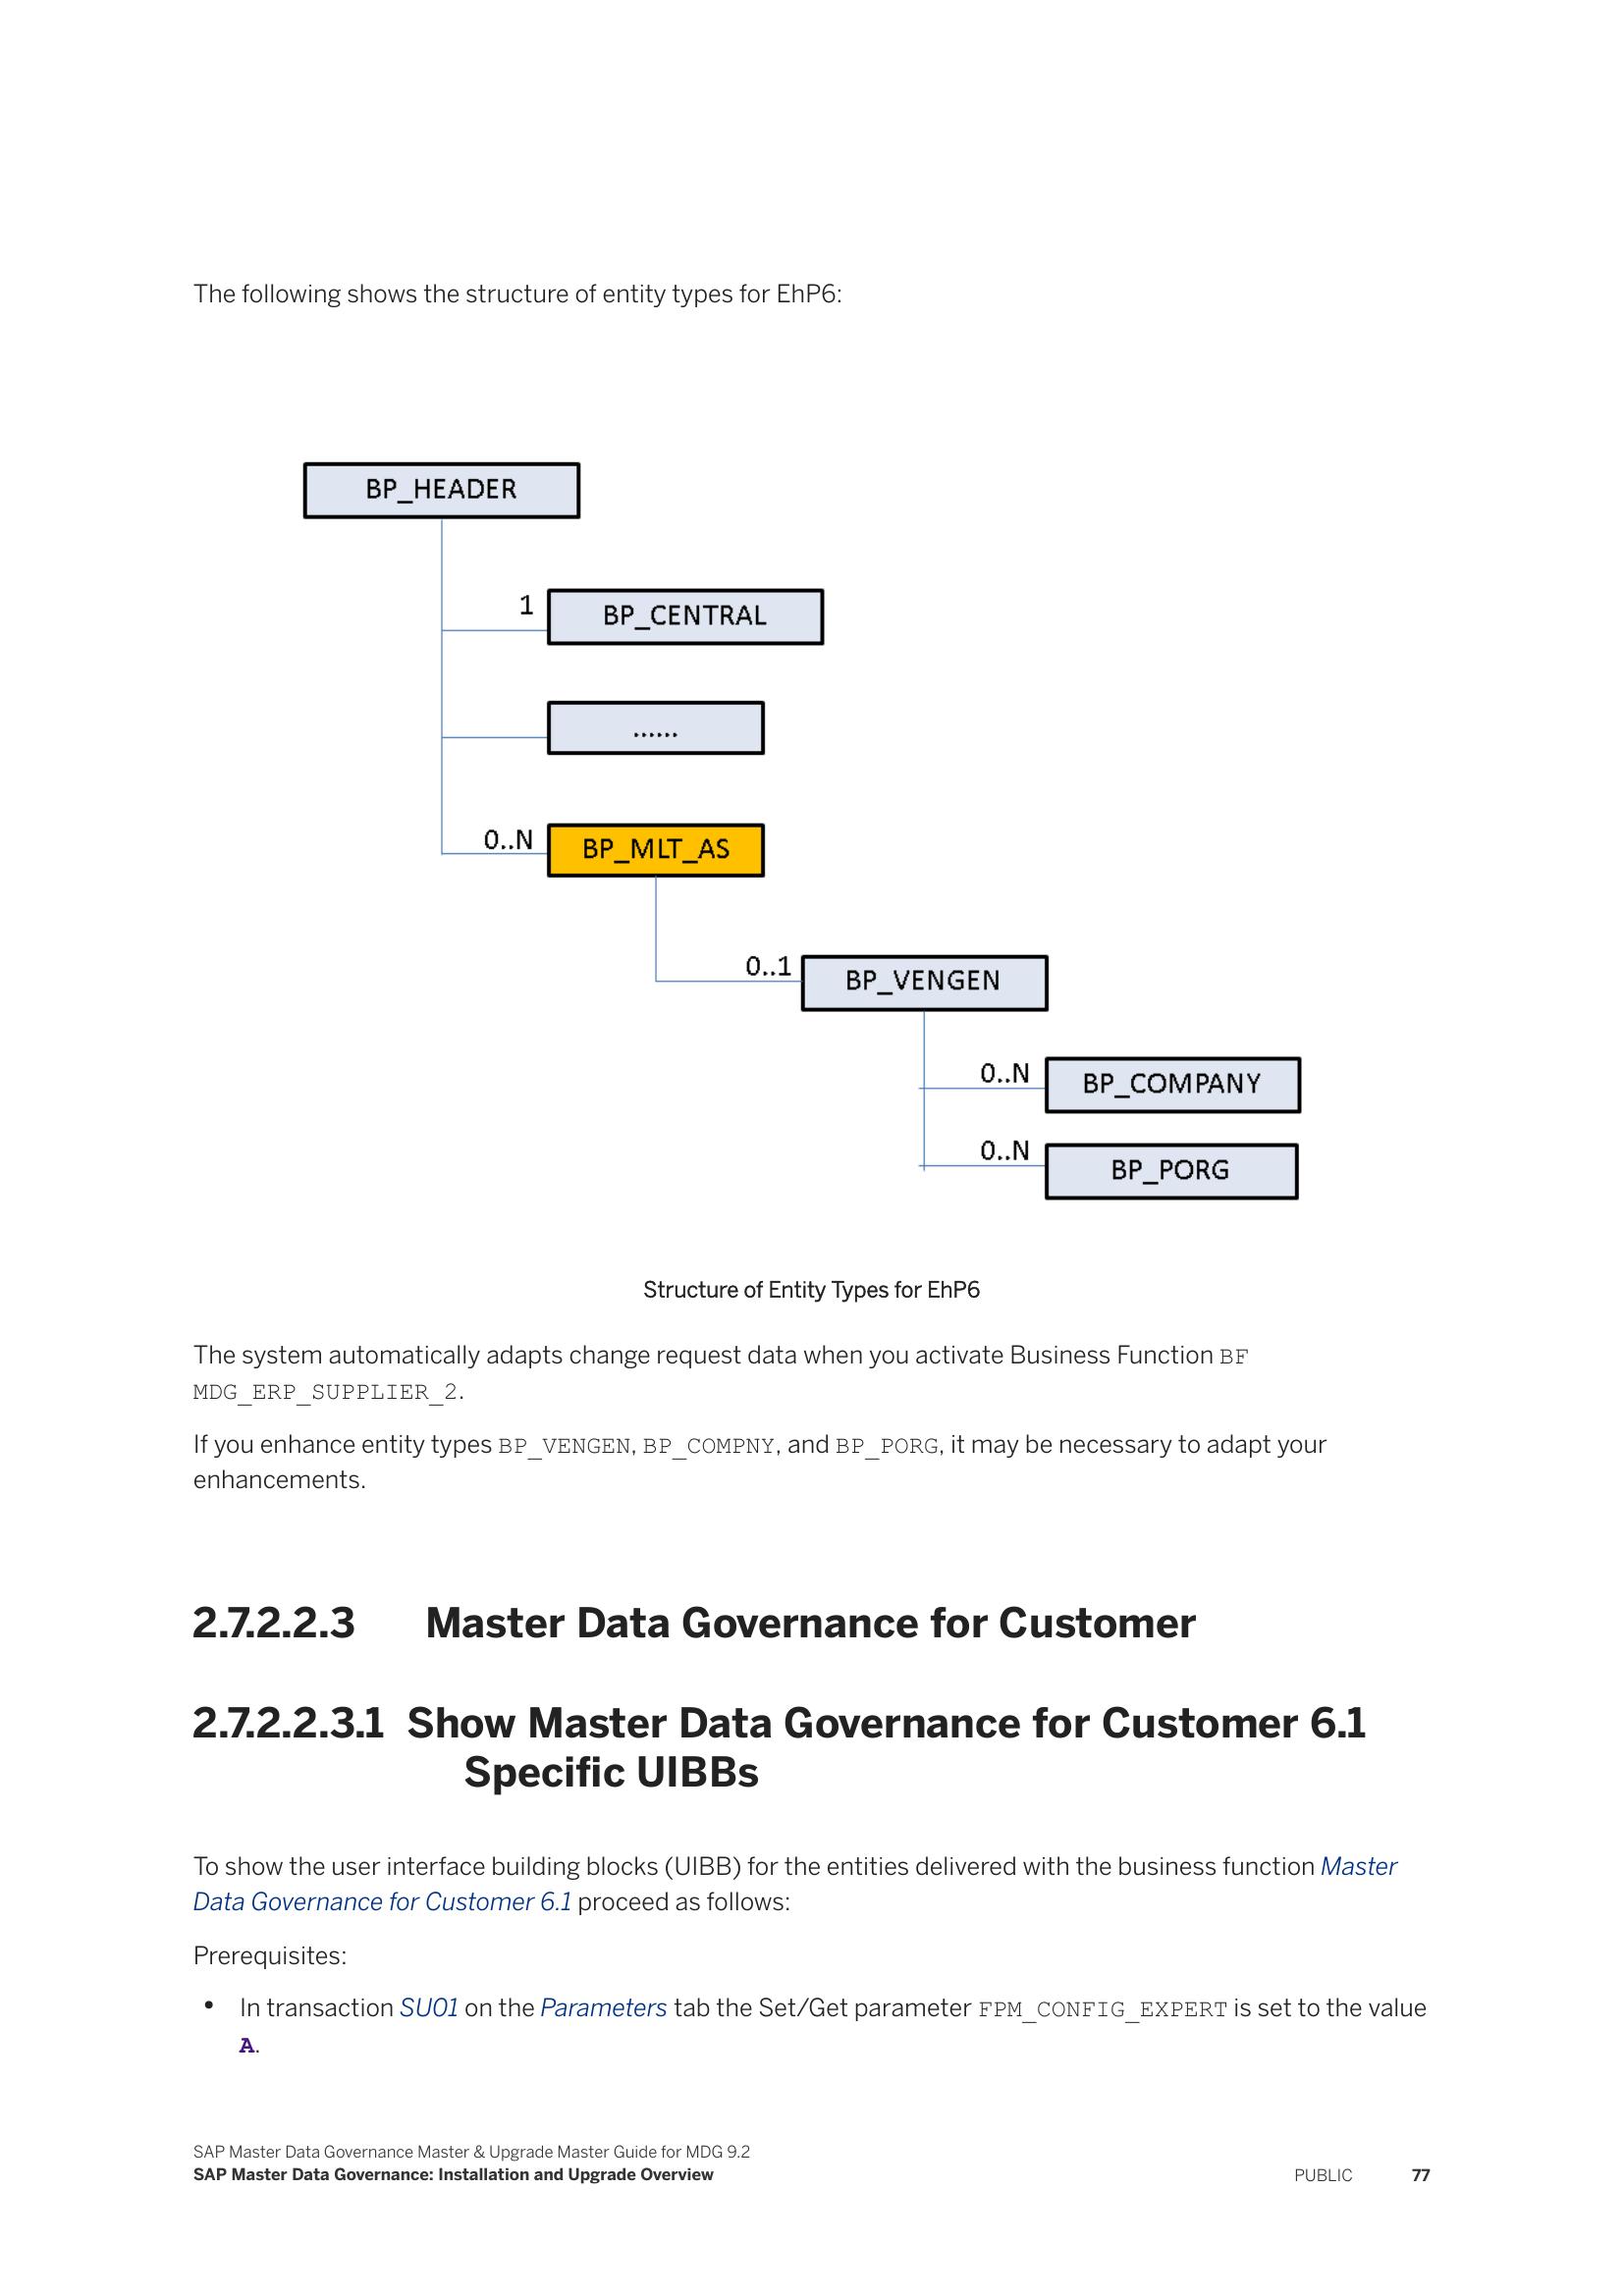 The following shows the structure of entity types for EhP6:
BP_HEADER
1
BP_CENTRAL
......
0..N
BP_MLT_AS
0..1
BP_VENGEN
0..N
BP_COMPANY
0..N
BP_PORG
Structure of Entity Types for EhP6
The system automatically adapts change request data when you activate Business Function BF
MDG_ERP_SUPPLIER_2.
If you enhance entity types BP_VENGEN, BP_COMPNY, and BP_PORG, it may be necessary to adapt your
enhancements.
2.7.2.2.3 Master Data Governance for Customer
2.7.2.2.3.1 Show Master Data Governance for Customer 6.1
Specific UIBBs
To show the user interface building blocks (UIBB) for the entities delivered with the business function Master
Data Governance for Customer 6.1 proceed as follows:
Prerequisites:
• In transaction SU01 on the Parameters tab the Set/Get parameter FPM_CONFIG_EXPERT is set to the value
A.
SAP Master Data Governance Master & Upgrade Master Guide for MDG 9.2
SAP Master Data Governance: Installation and Upgrade Overview PUBLIC 77